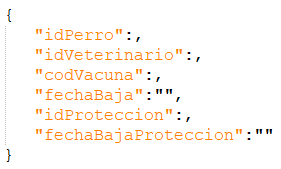 {
"idPerro":,
"idVeterinario":,
"codVacuna":,
"fechaBaja":"",
"idProteccion":,
"fechaBajaProteccion":""
}